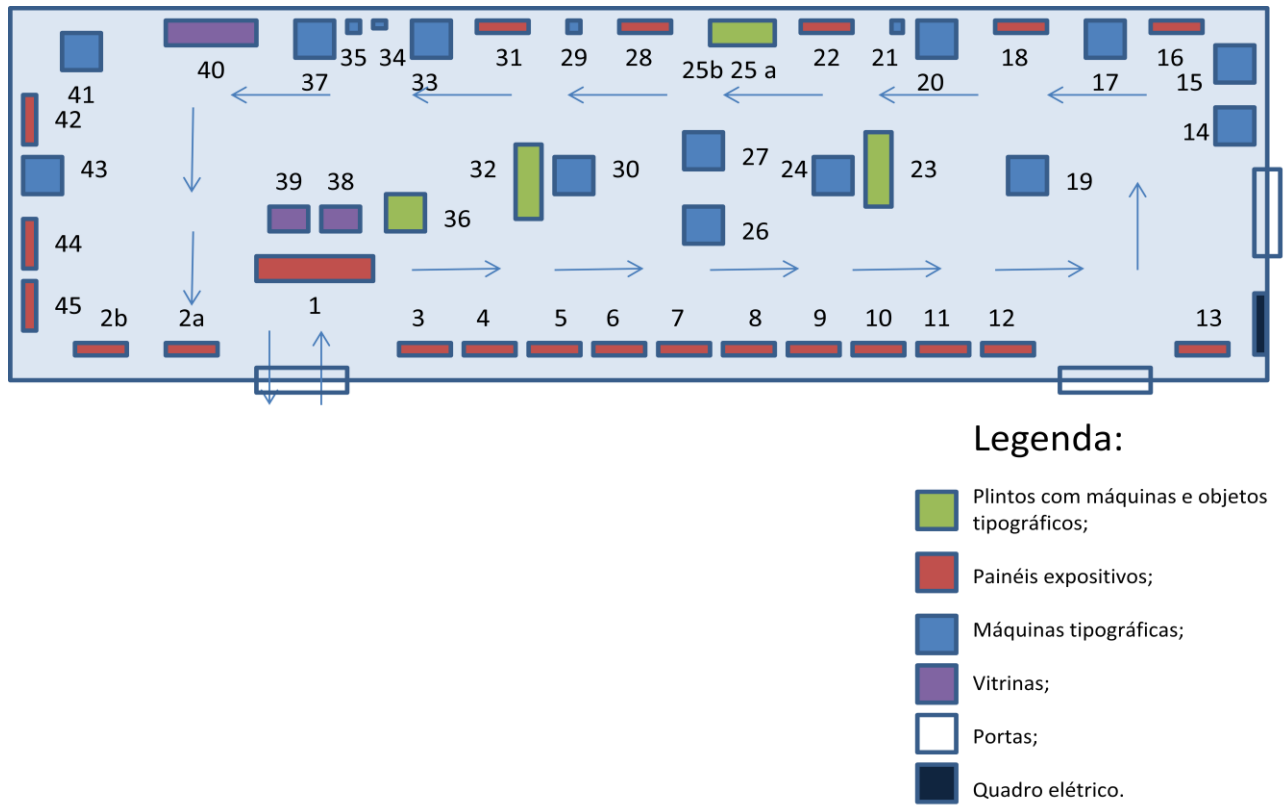 35 34 31 29 28 25b 25 a 22 21 18 16
40 37 33 20 17 15
41
42
14
43 32 30 27 24 23 19
39 38
36
26
44
45
2b 2a 1 3 4 5 6 7 8 9 10 11 12 13
Legenda:
Plintos com máquinas e objetos
tipográficos;
Painéis expositivos;
Máquinas tipográficas;
Vitrinas;
Portas;
Quadro elétrico.